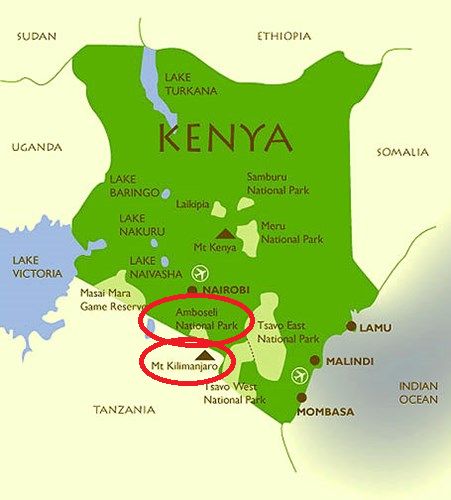 SUDAN
ETHIOPIA
LAKE
TURKANA
KENYA
UGANDA
SOMALIA
LAKE
BARINGO
Samburu
National Park
Laikipia
LAKE
NAKURU
Meru
National Park
Mt Kenya
LAKE
VICTORIA
LAKE
NAIVASHA
NAIROBI
Masai Mara
Game Reserve
Amboseli
National Park
Tsavo East
National Park
LAMU
Mt Kilimanjaro
MALINDI
Tsavo West
National Park
INDIAN
OCEAN
TANZANIA
MOMBASA